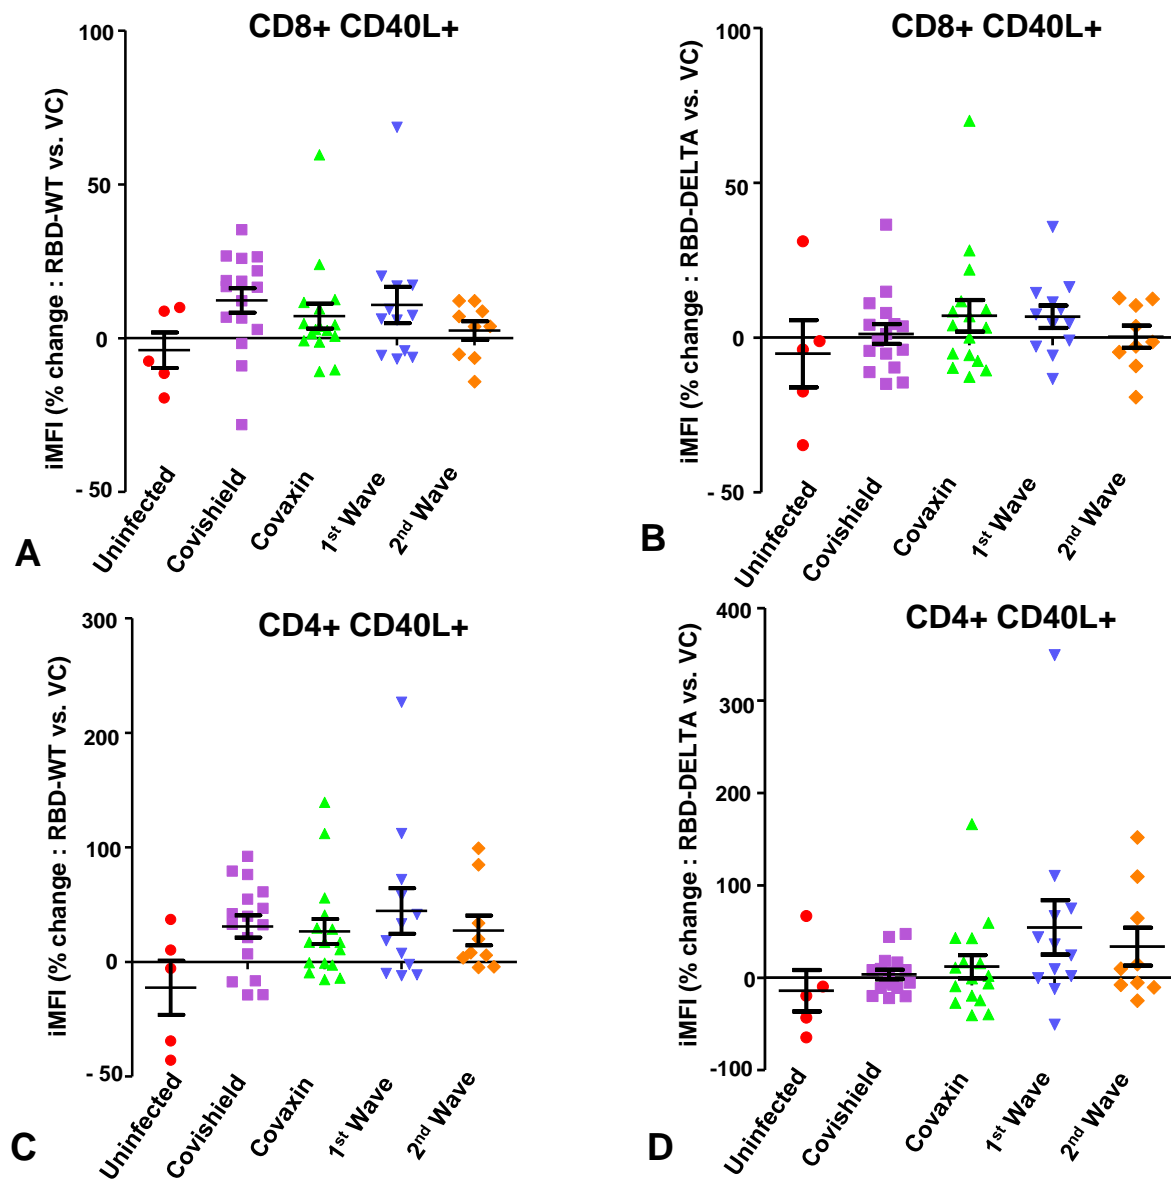 CD8+ CD40L+
iMFI (% change : RBD-WT vs. VC)
100
50
0
- 50
Uninfected
Covishield
Covaxin
1st Wave
2nd Wave
A
CD8+ CD40L+
iMFI (% change : RBD-DELTA vs. VC)
100
50
0
- 50
Uninfected
Covishield
Covaxin
1st Wave
2nd Wave
B
CD4+ CD40L+
iMFI (% change : RBD-WT vs. VC)
300
200
100
0
- 50
Uninfected
Covishield
Covaxin
1st Wave
2nd Wave
C
CD4+ CD40L+
iMFI (% change : RBD-DELTA vs. VC)
400
300
200
100
0
-100
Uninfected
Covishield
Covaxin
1st Wave
2nd Wave
D